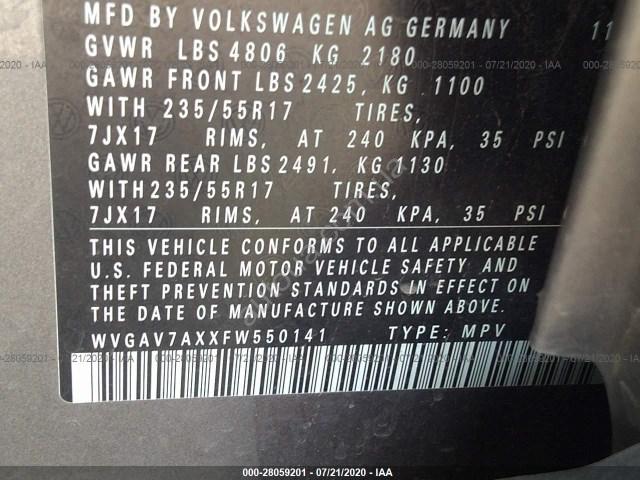 MFD BY VOLKSWAGEN AG GERMANY 11
GVWR LBS 4806 KG 2180
GAWR FRONT LBS 2425, KG 1100
WITH 235/55R17 TIRES,
7JX17 RIMS, AT 240 KPA, 35 PSI
GAWR REAR LBS 2491, KG 1130
WITH 235/55R17 TIRES,
7JX17 RIMS, AT 240 KPA, 35 PSI
THIS VEHICLE CONFORMS TO ALL APPLICABLE
U.S. FEDERAL MOTOR VEHICLE SAFETY AND
THEFT PREVENTION STANDARDS IN EFFECT ON
THE DATE OF MANUFACTURE SHOWN ABOVE.
WVGAV7AXXFW550141 TYPE: MPV
000-28059201 - 07/21/2020 - IAA